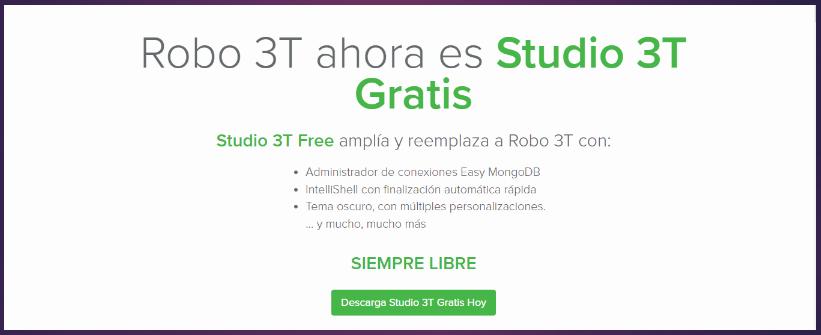 Robo 3T ahora es Studio 3T
Gratis
Studio 3T Free amplía y reemplaza a Robo 3T con:
• Administrador de conexiones Easy MongoDB
• IntelliShell con finalización automática rápida
• Tema oscuro, con múltiples personalizaciones.
... y mucho, mucho más
SIEMPRE LIBRE
Descarga Studio 3T Gratis Hoy